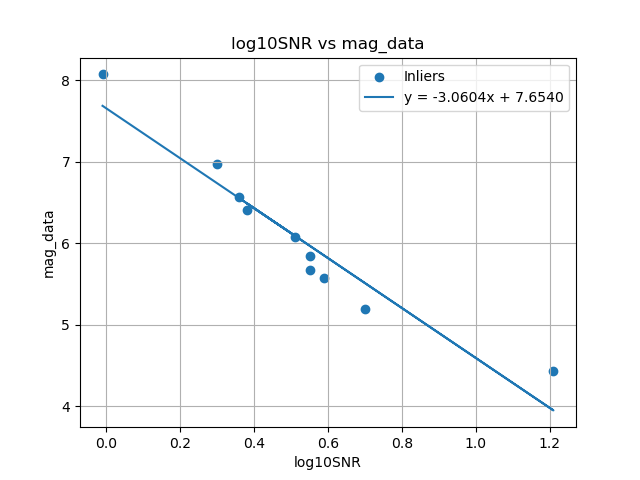 log10SNR vs mag_data
Inliers
y = -3.0604x + 7.6540
8
7
6
5
4
mag_data
0.0 0.2 0.4 0.6 0.8 1.0 1.2
log10SNR